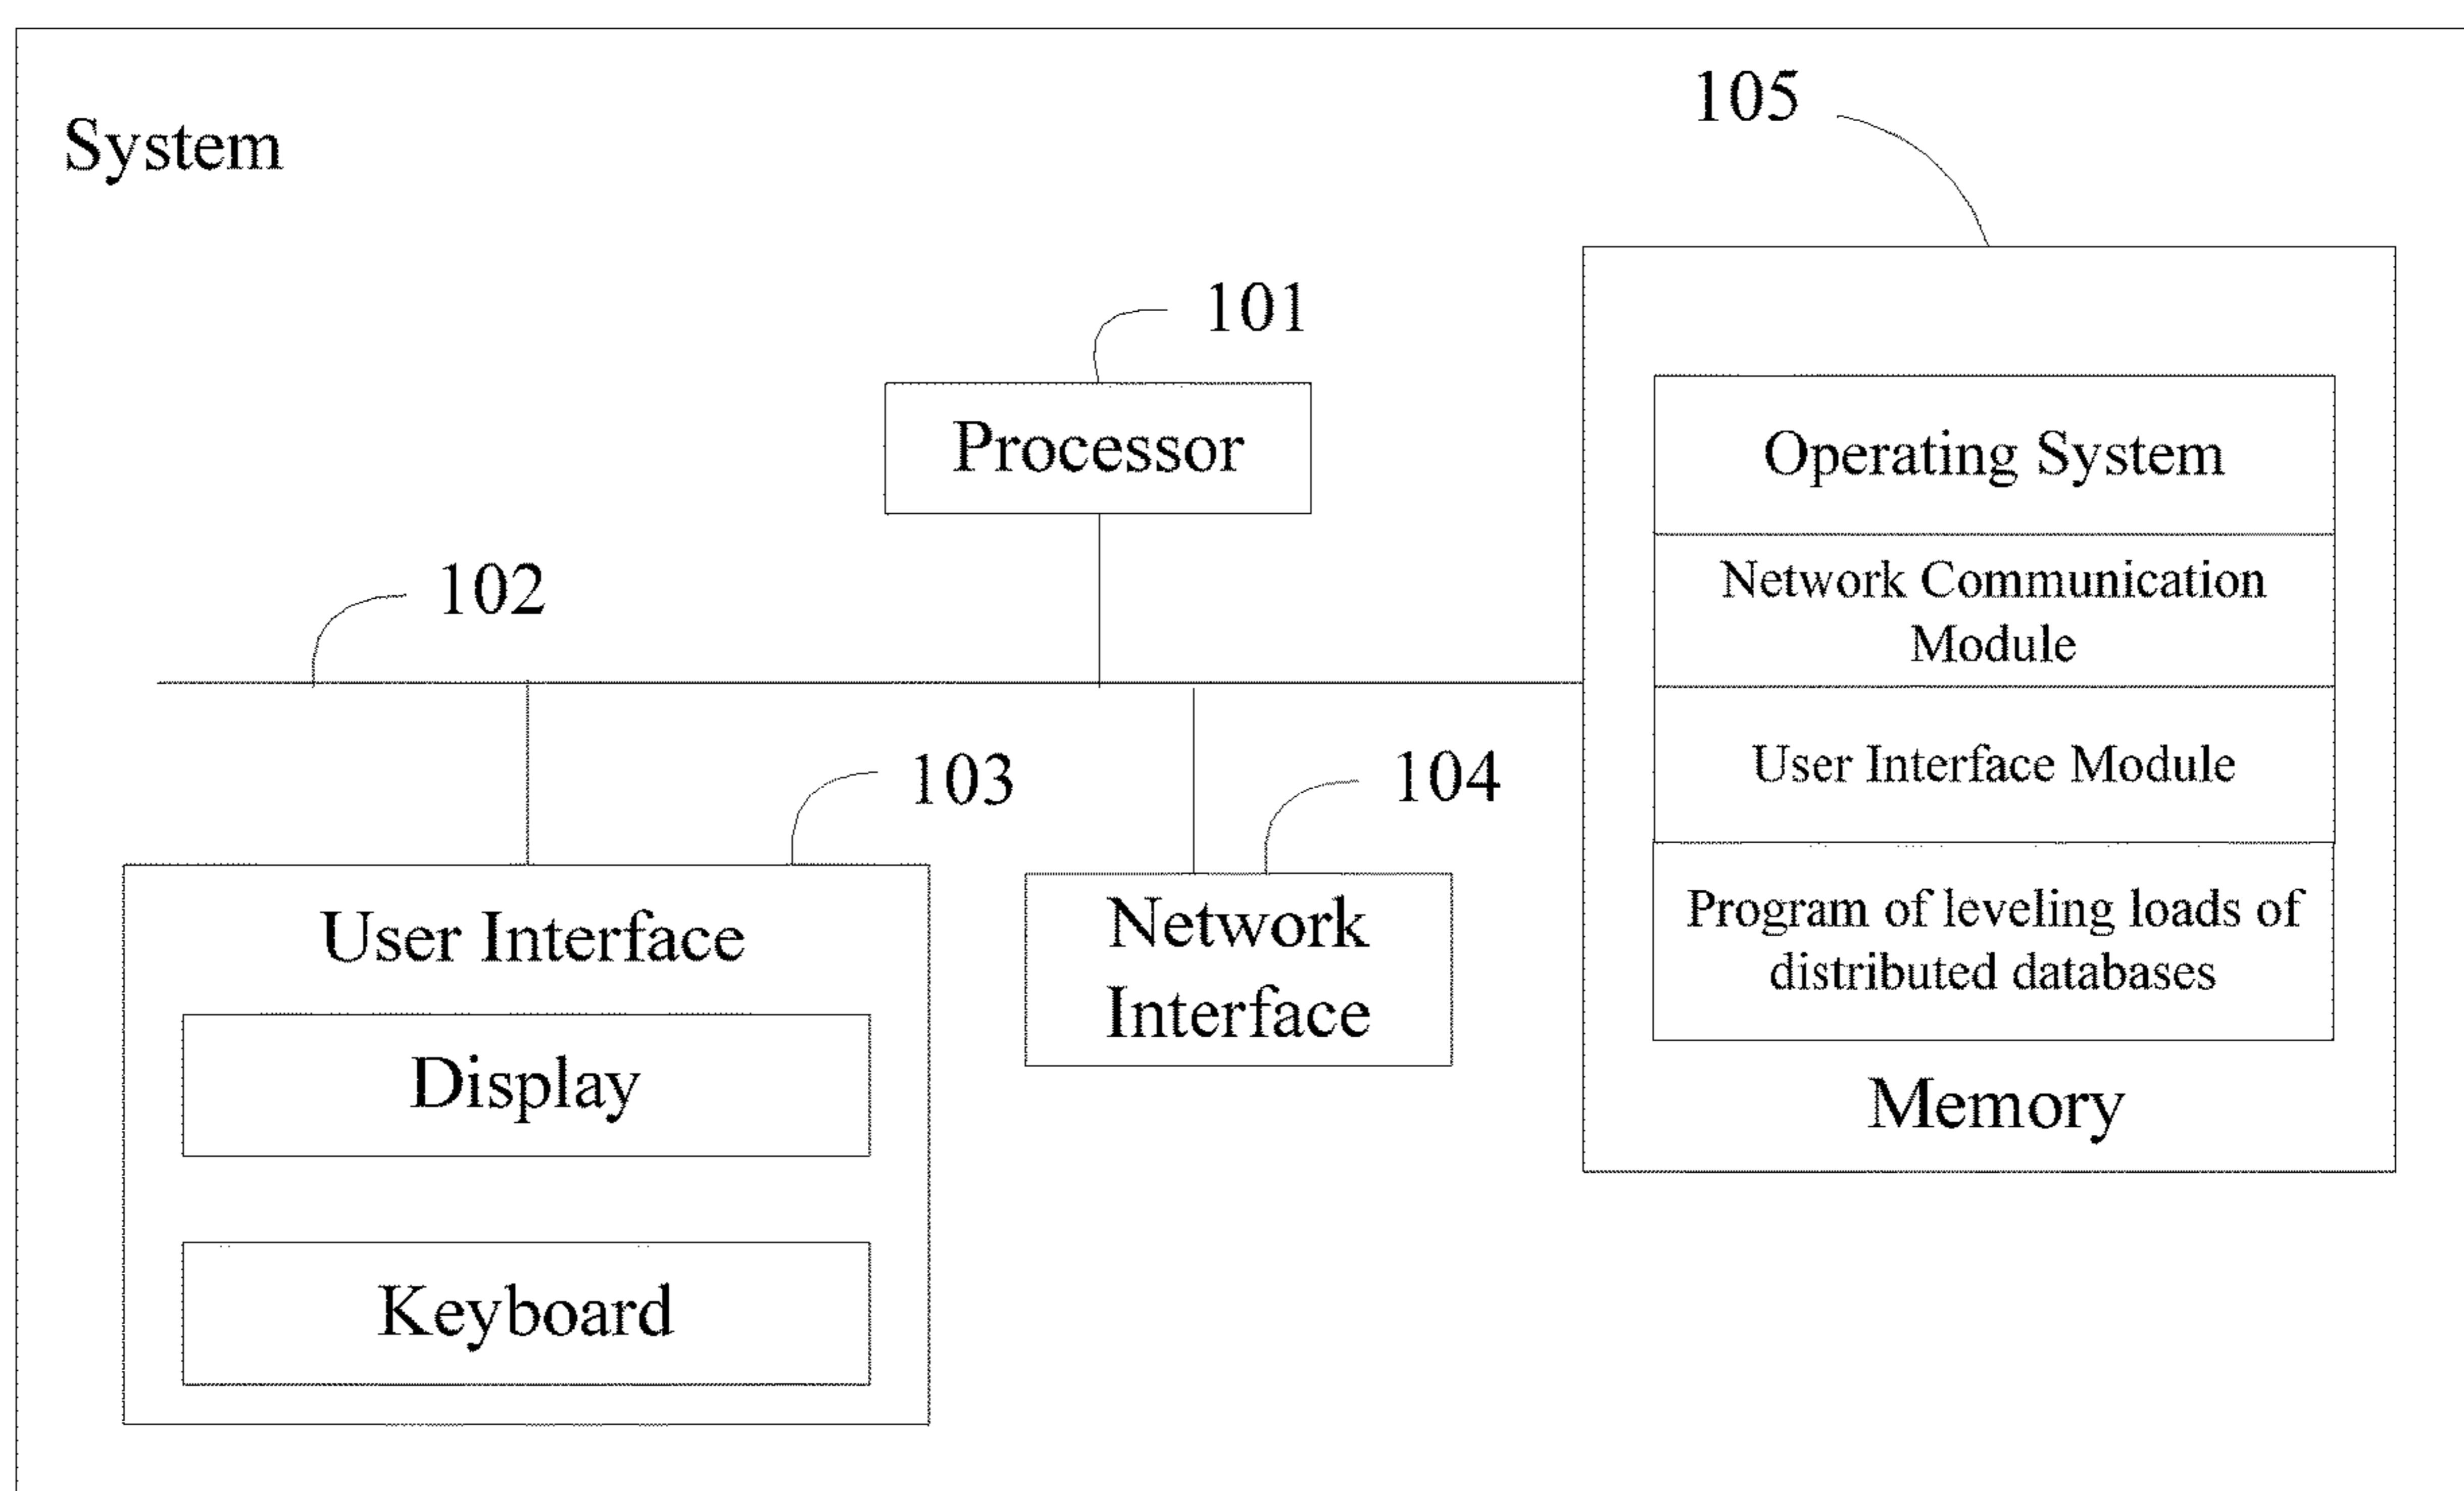 System
105
101
Processor
102
Operating System
Network Communication
Module
User Interface Module
Program of leveling loads of
distributed databases
Memory
103
User Interface
Display
Keyboard
104
Network
Interface